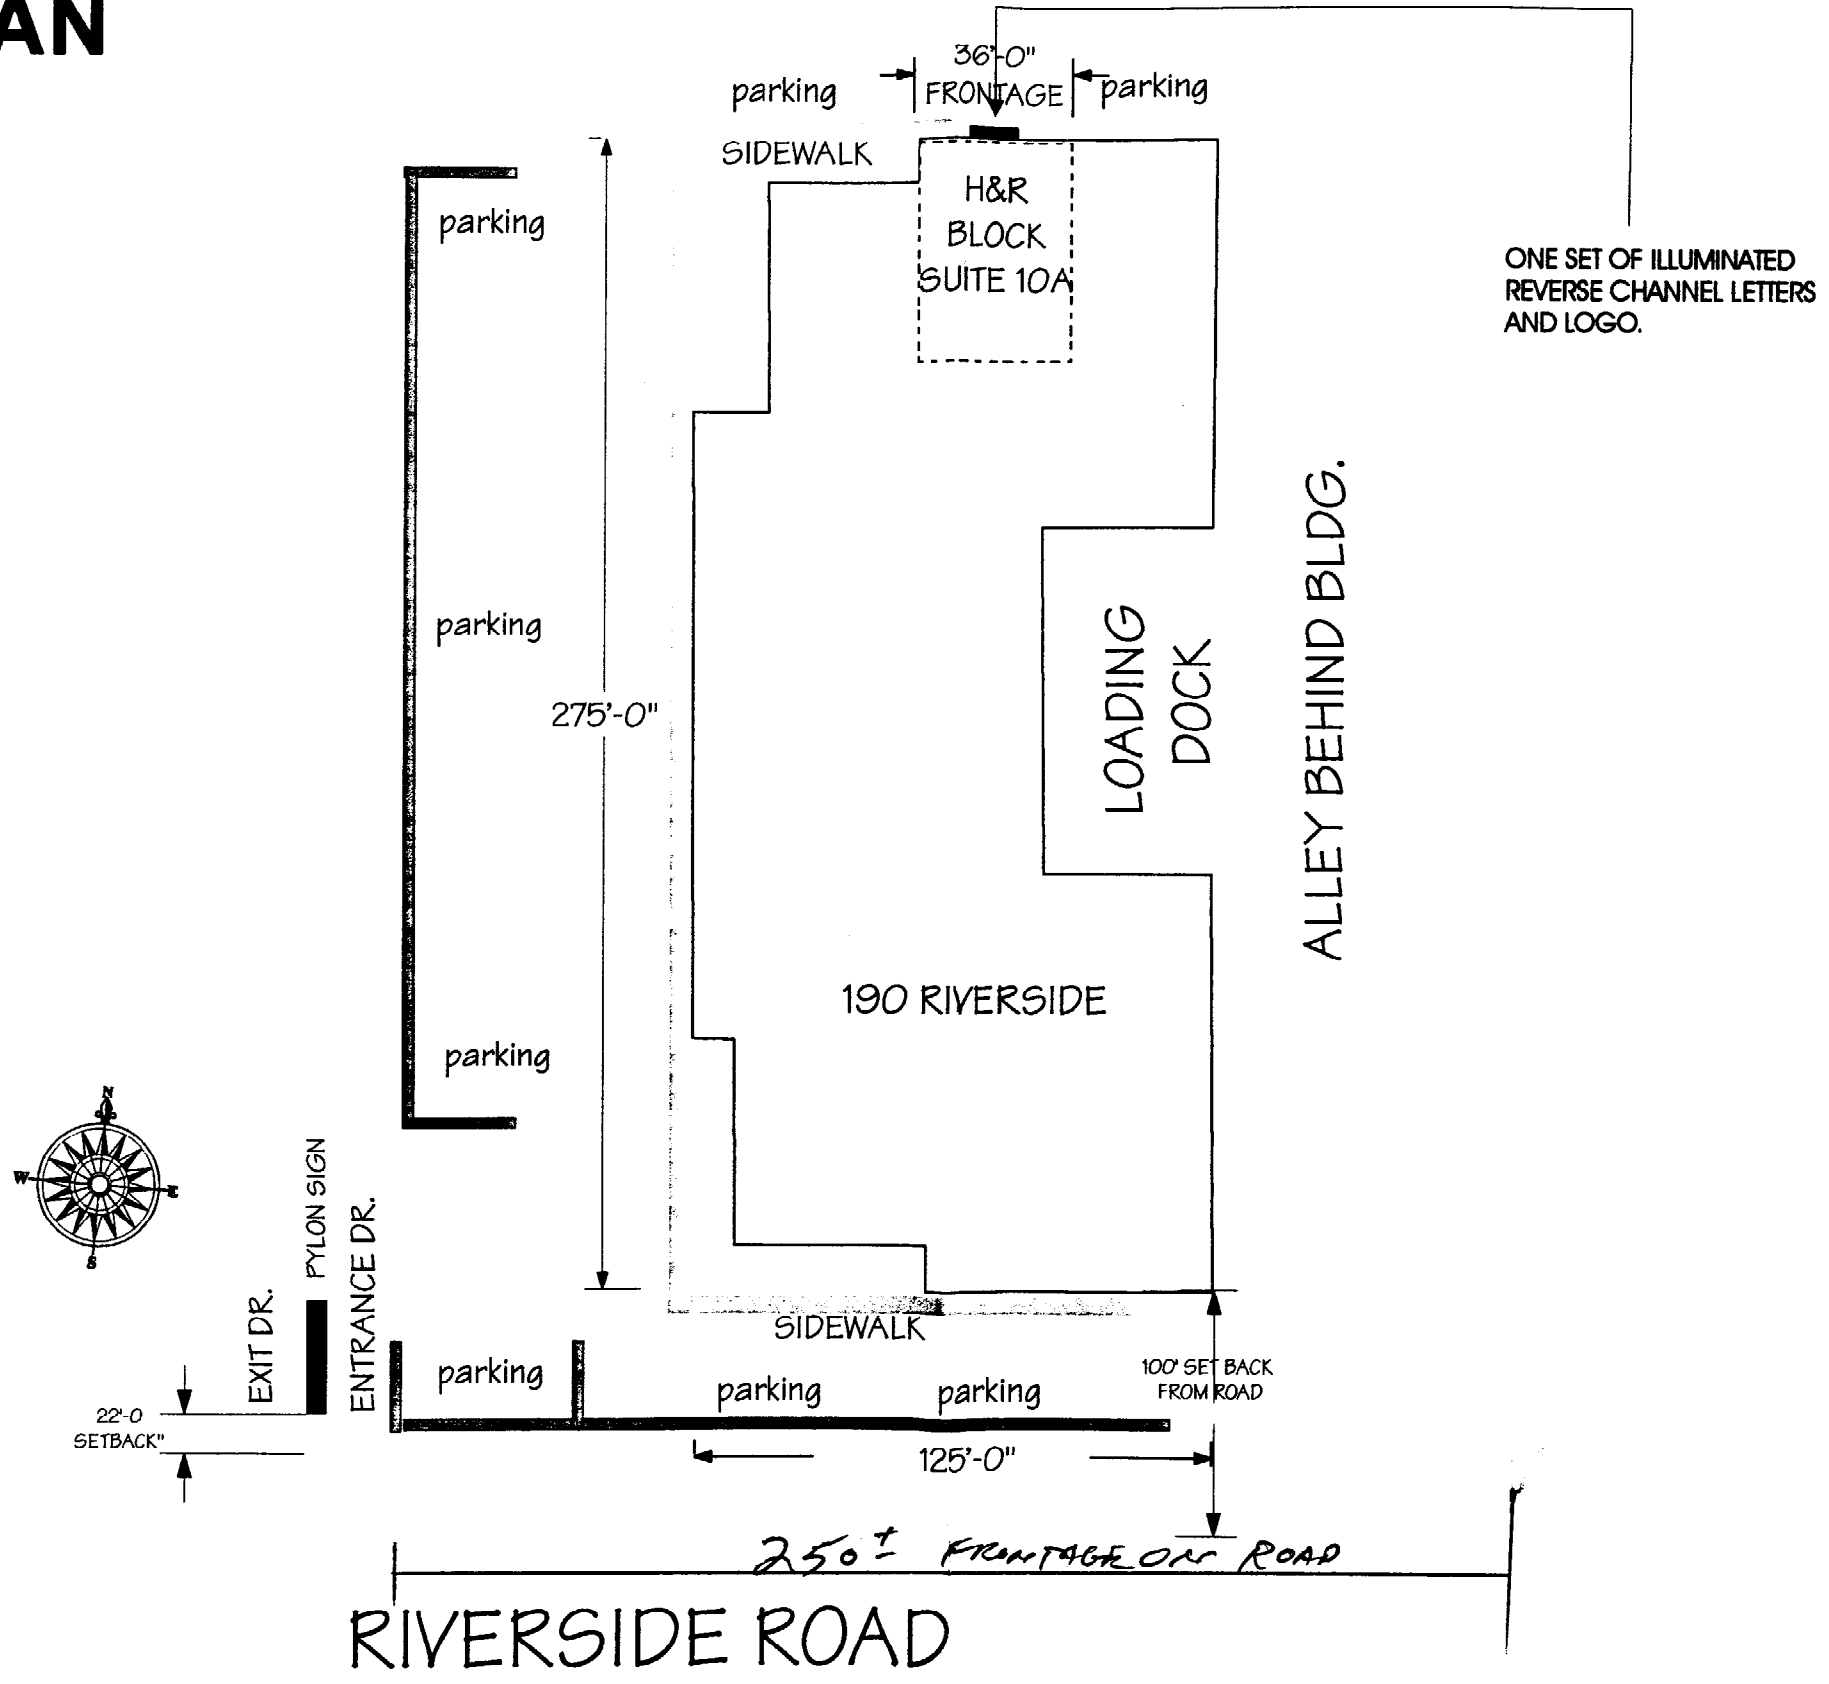 AN
36'-0"
parking
FRONTAGE
parking
SIDEWALK
H&R
BLOCK
SUITE 10A
parking
ONE SET OF ILLUMINATED
REVERSE CHANNEL LETTERS
AND LOGO.
parking
275'-0"
LOADING
DOCK
ALLEY BEHIND BLDG.
190 RIVERSIDE
parking
N
W
E
S
PYLON SIGN
EXIT DR.
ENTRANCE DR.
SIDEWALK
parking
parking
parking
100' SET BACK
FROM ROAD
22'-0
SETBACK"
125'-0"
250± FRONTAGE ON ROAD
RIVERSIDE ROAD